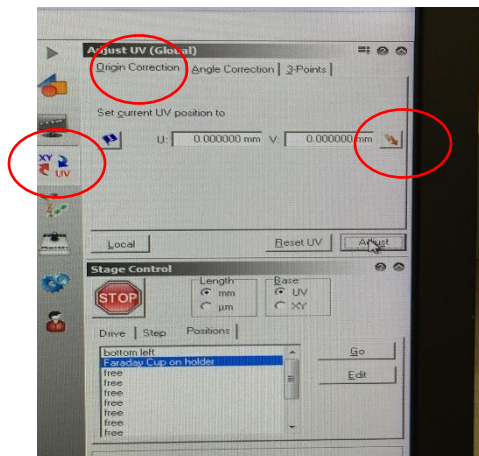 Adjust UV (Global)
Origin Correction Angle Correction 3-Points
Set current UV position to
U: 0.000000 mm V: 0.000000 mm
XY
UV
Local Reset UV Adjust
Stage Control
STOP
Length Base
mm UV
µm XY
Drive Step Positions
bottom left
Faraday Cup on holder
free
free
free
free
free
free
free
Go
Edit